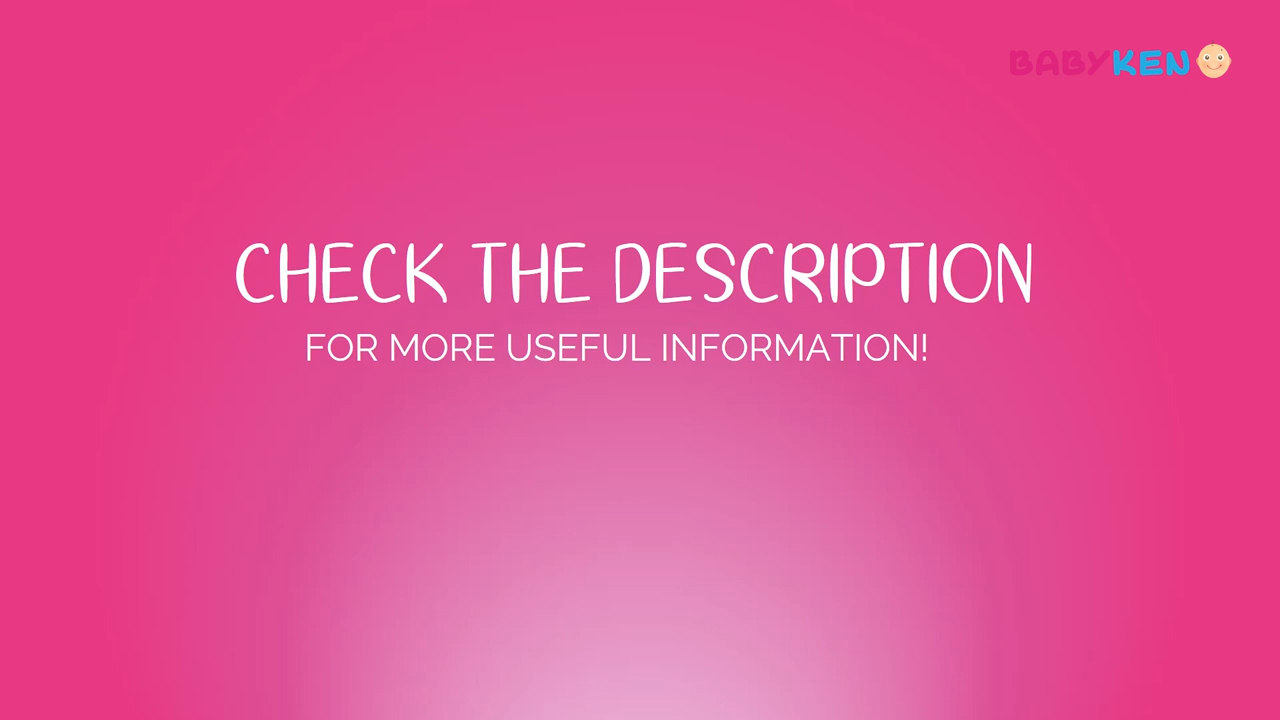 BABYKEN
CHECK THE DESCRIPTION
FOR MORE USEFUL INFORMATION!